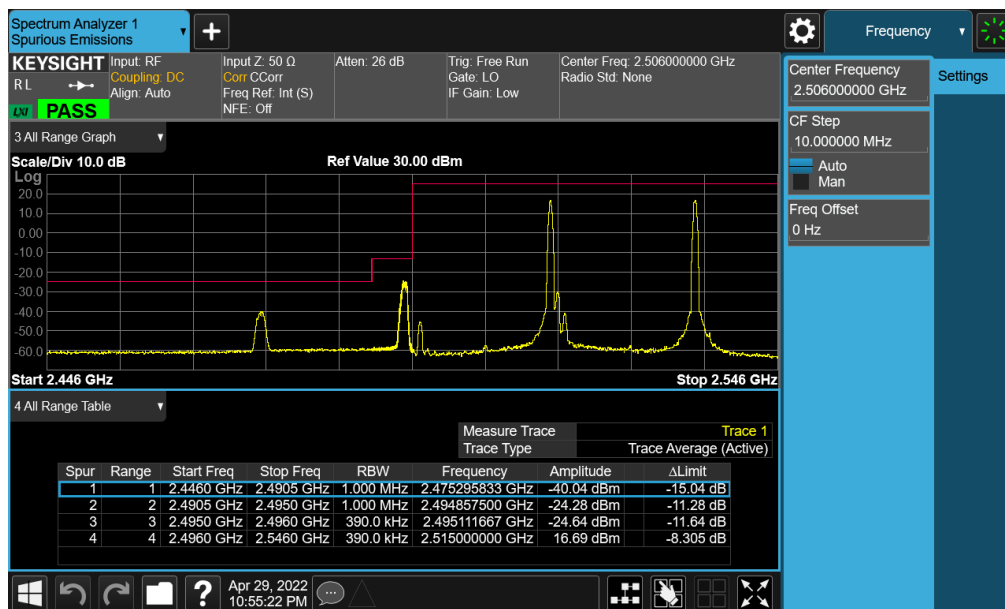 Spectrum Analyzer 1
Spurious Emissions
Frequency
KEYSIGHT
R L
LXI
PASS
Input: RF
Coupling: DC
Align: Auto
Input Z: 50 Ω
Corr CCorr
Freq Ref: Int (S)
NFE: Off
Atten: 26 dB
Trig: Free Run
Gate: LO
IF Gain: Low
Center Freq: 2.506000000 GHz
Radio Std: None
Center Frequency
2.506000000 GHz
Settings
CF Step
10.000000 MHz
Auto
Man
Freq Offset
0 Hz
3 All Range Graph
Scale/Div 10.0 dB
Ref Value 30.00 dBm
Log
20.0
10.0
0.00
-10.0
-20.0
-30.0
-40.0
-50.0
-60.0
Start 2.446 GHz
Stop 2.546 GHz
4 All Range Table
Measure Trace Trace 1
Trace Type Trace Average (Active)
Spur Range Start Freq Stop Freq RBW Frequency Amplitude ΔLimit
1 1 2.4460 GHz 2.4905 GHz 1.000 MHz 2.475295833 GHz -40.04 dBm -15.04 dB
2 2 2.4905 GHz 2.4950 GHz 1.000 MHz 2.494857500 GHz -24.28 dBm -11.28 dB
3 3 2.4950 GHz 2.4960 GHz 390.0 kHz 2.495111667 GHz -24.64 dBm -11.64 dB
4 4 2.4960 GHz 2.5460 GHz 390.0 kHz 2.515000000 GHz 16.69 dBm -8.305 dB
?
Apr 29, 2022
10:55:22 PM